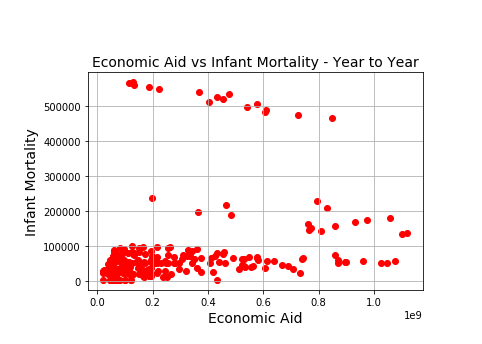 Economic Aid vs Infant Mortality - Year to Year
Infant Mortality
500000
400000
300000
200000
100000
0
0.0 0.2 0.4 0.6 0.8 1.0
1e9
Economic Aid